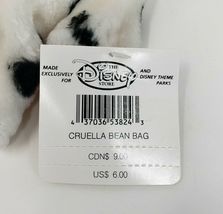 MADE EXCLUSIVELY FOR
THE
DISNEY
STORE
AND DISNEY THEME PARKS
4 37036 53824 3
CRUELLA BEAN BAG
CDN$ 9.00
US$ 6.00